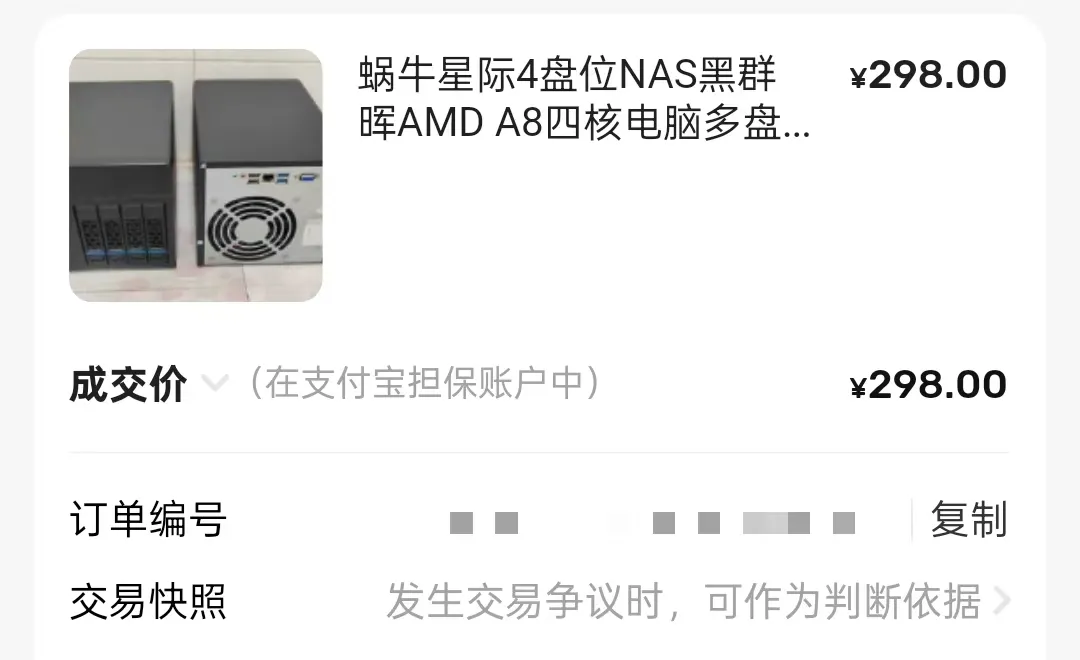 蜗牛星际4盘位NAS黑群
晖AMD A8四核电脑多盘...
¥298.00
成交价 （在支付宝担保账户中） ¥298.00
订单编号 复制
交易快照 发生交易争议时，可作为判断依据